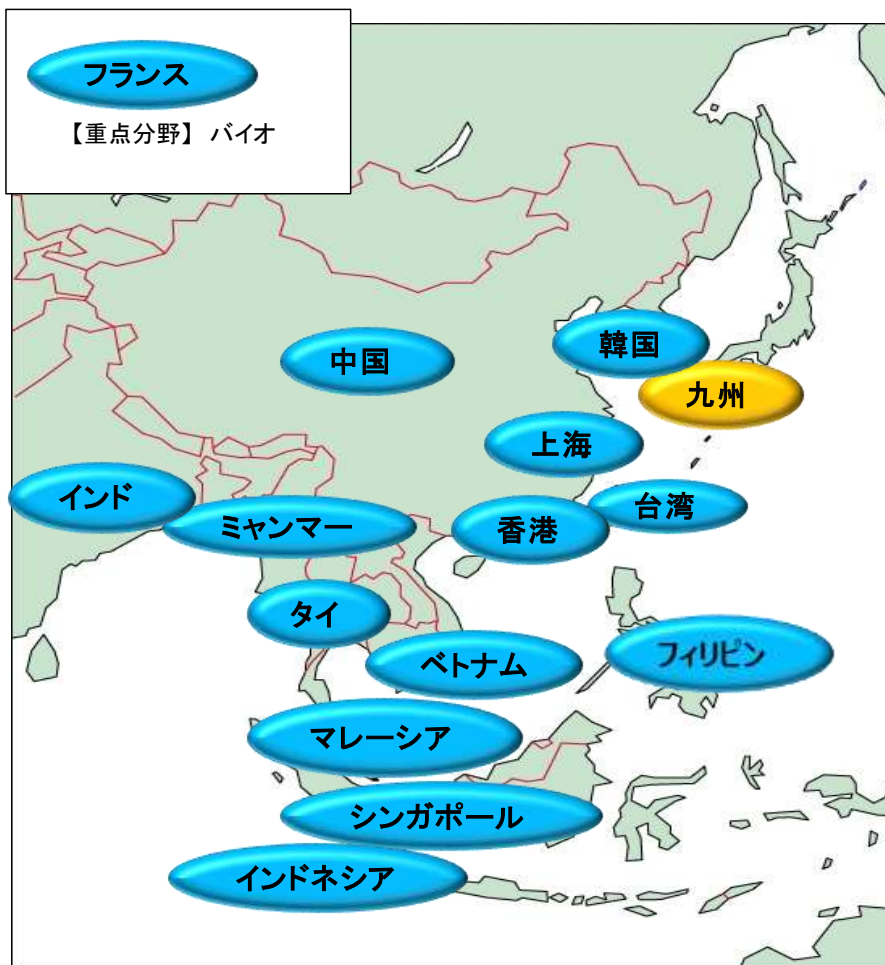 フランス
【重点分野】 バイオ
中国
韓国
九州
上海
インド
ミャンマー
香港
台湾
タイ
ベトナム
フィリピン
マレーシア
シンガポール
インドネシア